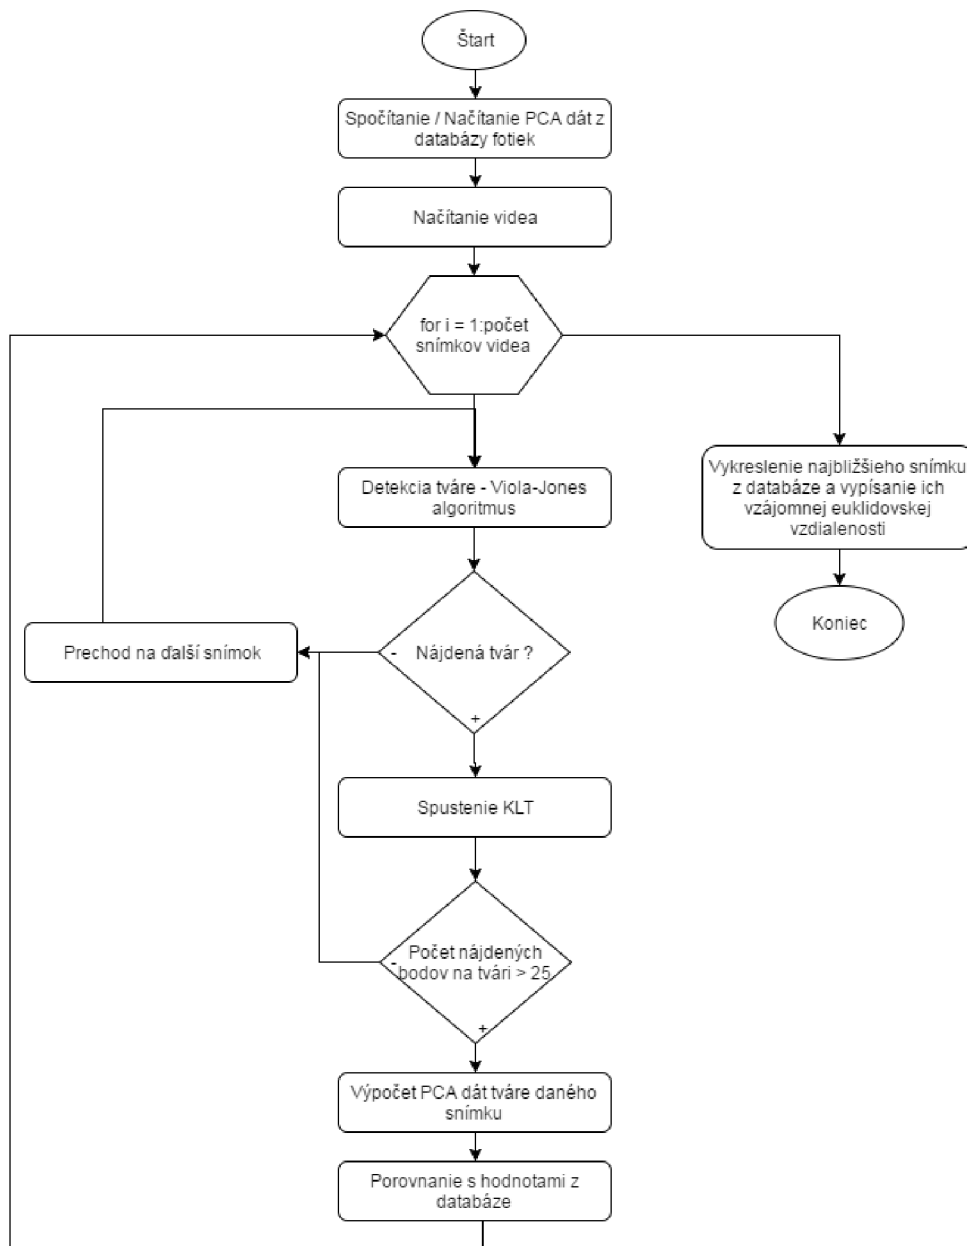 Štart
Spočítanie / Načítanie PCA dát z
databázy fotiek
Načítanie videa
for i = 1:počet
snímkov videa
Detekcia tváre - Viola-Jones
algoritmus
Vykreslenie najbližšieho snímku
z databáze a vypísanie ich
vzájomnej euklidovskej
vzdialenosti
Koniec
Prechod na ďalší snímok
-
Nájdená tvár ?
+
Spustenie KLT
Počet nájdených
-
bodov na tvári > 25
+
Výpočet PCA dát tváre daného
snímku
Porovnanie s hodnotami z
databáze